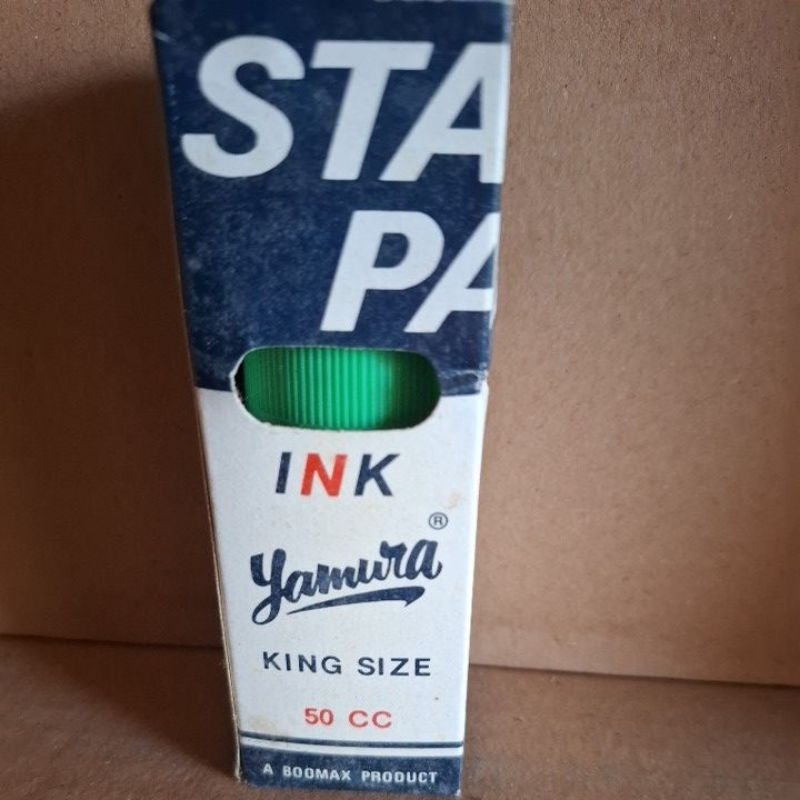 STA
PA
INK
Yamura ®
KING SIZE
50 CC
A BOOMAX PRODUCT